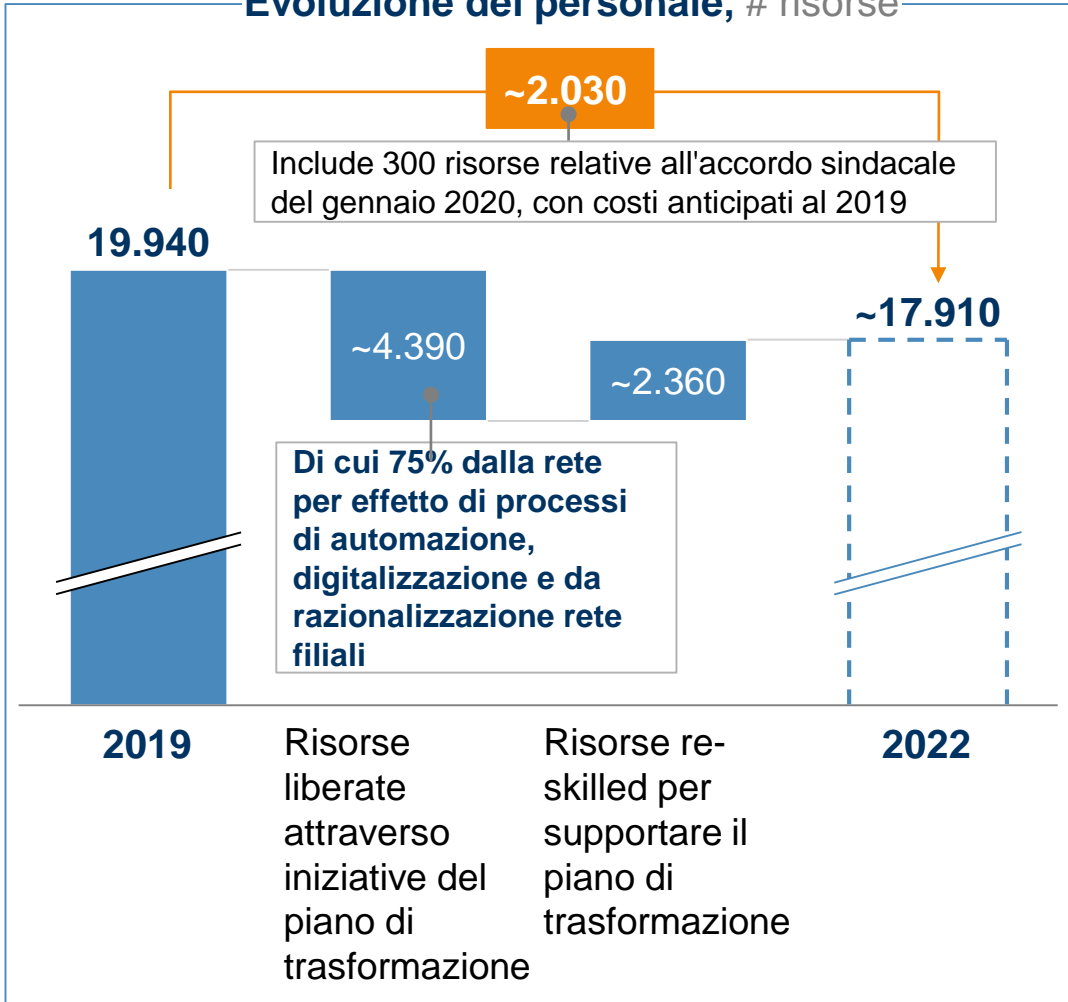 Evoluzione del personale, # risorse
~2.030
Include 300 risorse relative all'accordo sindacale
del gennaio 2020, con costi anticipati al 2019
19.940
~4.390
~2.360
~17.910
Di cui 75% dalla rete
per effetto di processi
di automazione,
digitalizzazione e da
razionalizzazione rete
filiali
2019
Risorse
liberate
attraverso
iniziative del
piano di
trasformazione
Risorse re-
skilled per
supportare il
piano di
trasformazione
2022